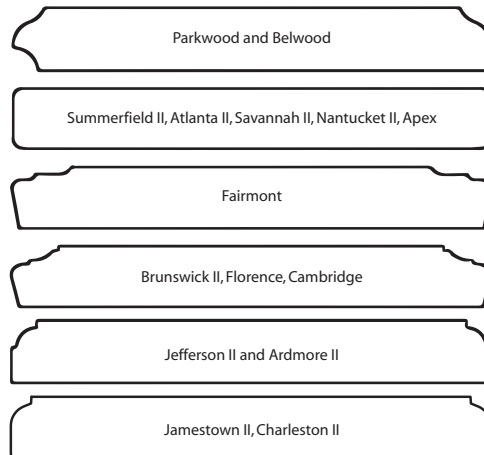 Parkwood and Belwood
Summerfield II, Atlanta II, Savannah II, Nantucket II, Apex
Fairmont
Brunswick II, Florence, Cambridge
Jefferson II and Ardmore II
Jamestown II, Charleston II